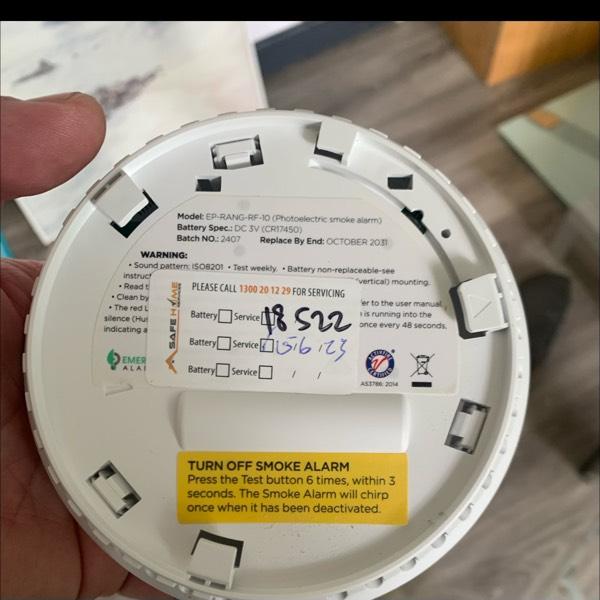 Model: EP-RANG-RF-10 (Photoelectric smoke alarm)
Battery Spec.: DC 3V (CR17450)
Batch NO.: 2407 Replace By End: OCTOBER 2031
WARNING:
• Sound pattern: ISO8201 • Test weekly. • Battery non-replaceable-see
instruc vertical) mounting.
• Read t
• Clean by fer to the user manual
• The red L is running into the
silence (Hus once every 48 seconds,
indicating a
SAFE HOME
PLEASE CALL 1300 20 12 29 FOR SERVICING
Battery Service 18 5 22
Battery Service 15/6/23
Battery Service / /
EMER
ALA
CERTIFIED
AS3786: 2014
TURN OFF SMOKE ALARM
Press the Test button 6 times, within 3
seconds. The Smoke Alarm will chirp
once when it has been deactivated.